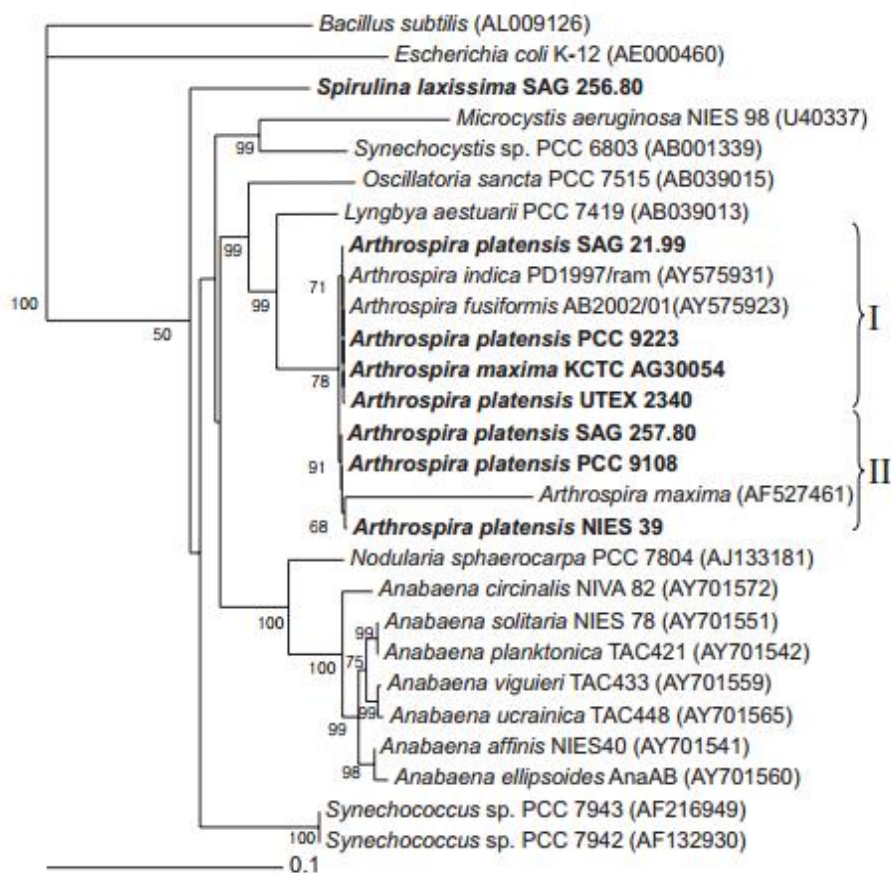 Bacillus subtilis (AL009126)
Escherichia coli K-12 (AE000460)
Spirulina laxissima SAG 256.80
Microcystis aeruginosa NIES 98 (U40337)
99
Synechocystis sp. PCC 6803 (AB001339)
Oscillatoria sancta PCC 7515 (AB039015)
Lyngbya aestuarii PCC 7419 (AB039013)
99
Arthrospira platensis SAG 21.99
71
Arthrospira indica PD1997/ram (AY575931)
99
Arthrospira fusiformis AB2002/01(AY575923)
100
50
I
Arthrospira platensis PCC 9223
Arthrospira maxima KCTC AG30054
78
Arthrospira platensis UTEX 2340
Arthrospira platensis SAG 257.80
91
Arthrospira platensis PCC 9108
II
Arthrospira maxima (AF527461)
68
Arthrospira platensis NIES 39
Nodularia sphaerocarpa PCC 7804 (AJ133181)
Anabaena circinalis NIVA 82 (AY701572)
100
99
Anabaena solitaria NIES 78 (AY701551)
100
75
Anabaena planktonica TAC421 (AY701542)
Anabaena viguieri TAC433 (AY701559)
99
99
Anabaena ucrainica TAC448 (AY701565)
Anabaena affinis NIES40 (AY701541)
98
Anabaena ellipsoides AnaAB (AY701560)
Synechococcus sp. PCC 7943 (AF216949)
100
Synechococcus sp. PCC 7942 (AF132930)
0.1